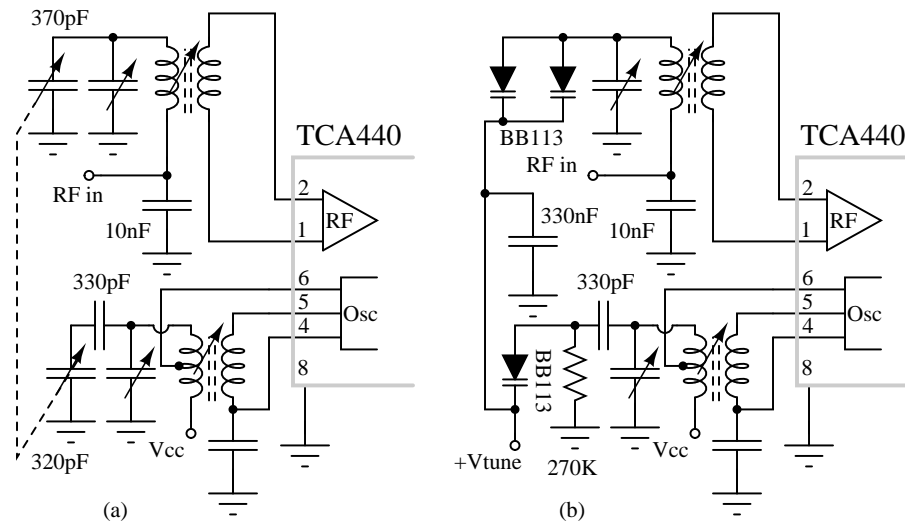 370pF
TCA440
RF in
2
RF
10nF
1
330pF
6
5
Osc
4
8
Vcc
320pF
(a)
BB113
TCA440
RF in
2
330nF
RF
10nF
1
330pF
6
5
Osc
4
BB113
8
Vcc
+Vtune
270K
(b)